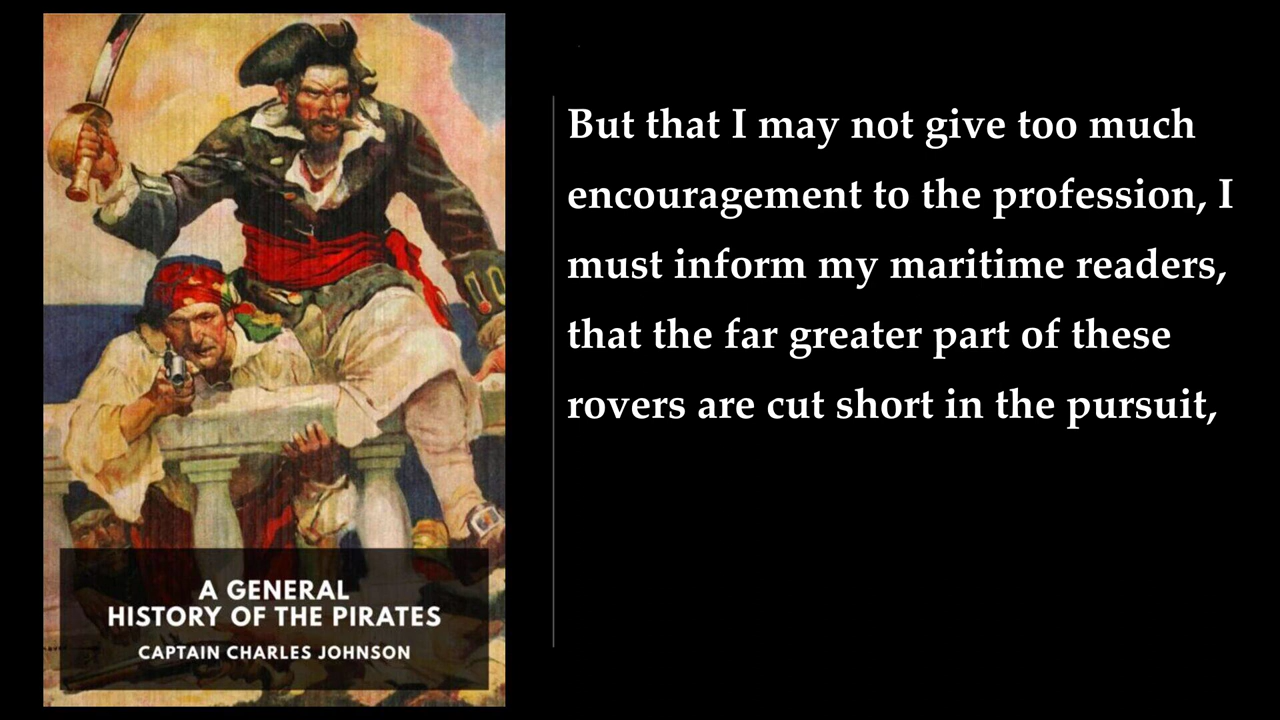 A GENERAL
HISTORY OF THE PIRATES
CAPTAIN CHARLES JOHNSON
But that I may not give too much
encouragement to the profession, I
must inform my maritime readers,
that the far greater part of these
rovers are cut short in the pursuit,